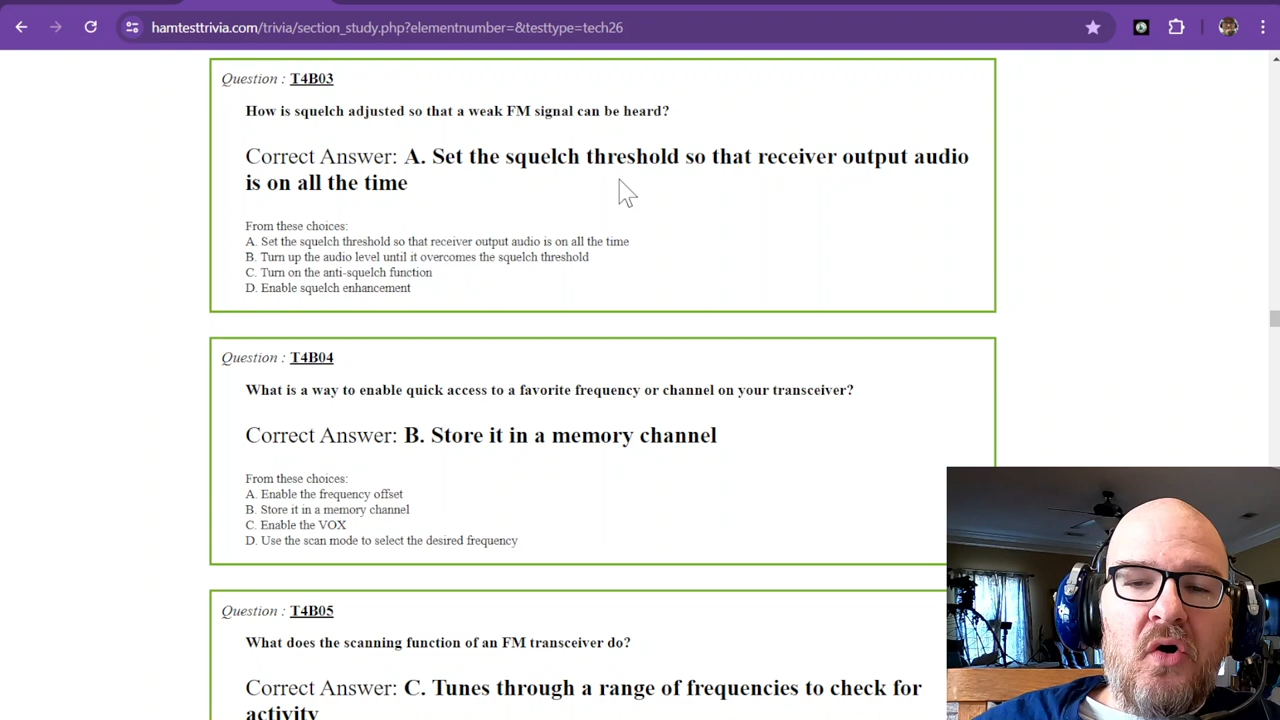 hamtesttrivia.com/trivia/section_study.php?elementnumber=&testtype=tech26
Question : T4B03
How is squelch adjusted so that a weak FM signal can be heard?
Correct Answer: A. Set the squelch threshold so that receiver output audio
is on all the time
From these choices:
A. Set the squelch threshold so that receiver output audio is on all the time
B. Turn up the audio level until it overcomes the squelch threshold
C. Turn on the anti-squelch function
D. Enable squelch enhancement
Question : T4B04
What is a way to enable quick access to a favorite frequency or channel on your transceiver?
Correct Answer: B. Store it in a memory channel
From these choices:
A. Enable the frequency offset
B. Store it in a memory channel
C. Enable the VOX
D. Use the scan mode to select the desired frequency
Question : T4B05
What does the scanning function of an FM transceiver do?
Correct Answer: C. Tunes through a range of frequencies to check for
activity